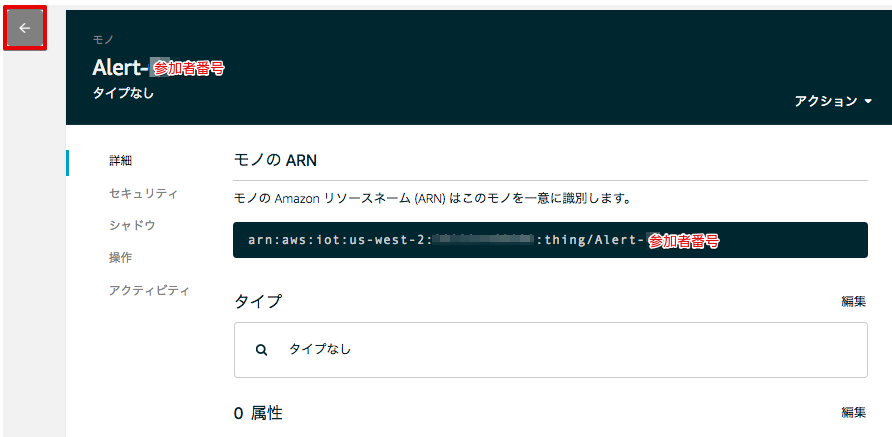 モノ
Alert-参加者番号
タイプなし
アクション
詳細
セキュリティ
シャドウ
操作
アクティビティ
モノの ARN
モノの Amazon リソースネーム (ARN) はこのモノを一意に識別します。
arn:aws:iot:us-west-2: :thing/Alert-参加者番号
タイプ 編集
タイプなし
0 属性 編集